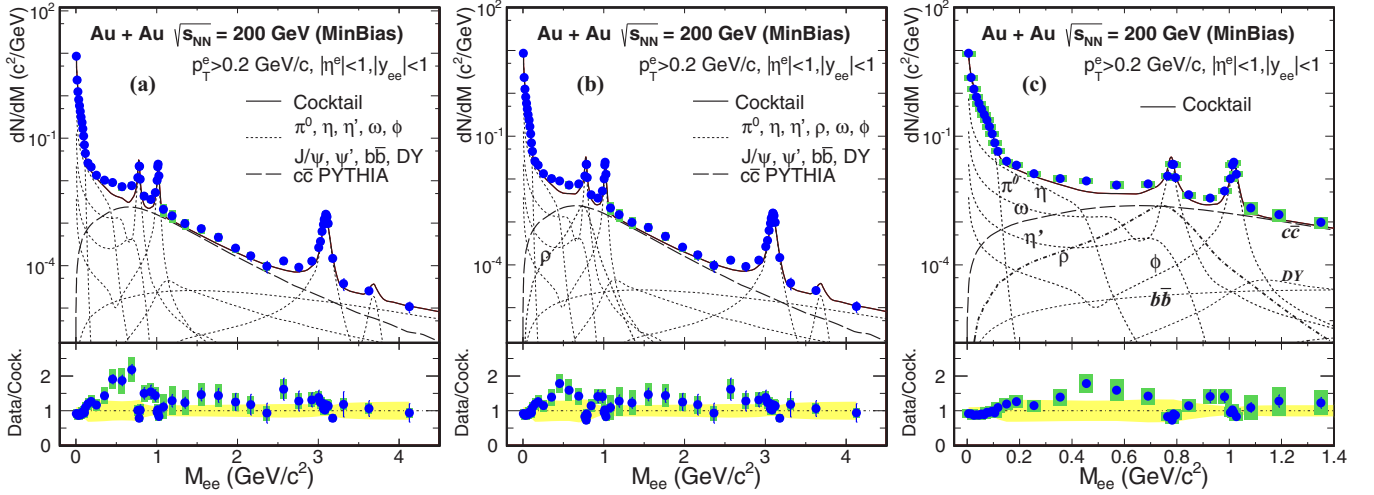 Au + Au √s_NN = 200 GeV (MinBias)
p_T^e>0.2 GeV/c, |η^e|<1,|y_ee|<1
(a)
Cocktail
π⁰, η, η’, ω, ϕ
J/ψ, ψ’, bb̅, DY
cc̅ PYTHIA
dN/dM (c²/GeV)
10²
10⁻¹
10⁻⁴
Data/Cock.
2
1
0
0 1 2 3 4
M_ee (GeV/c²)
Au + Au √s_NN = 200 GeV (MinBias)
p_T^e>0.2 GeV/c, |η^e|<1,|y_ee|<1
(b)
Cocktail
π⁰, η, η’, ρ, ω, ϕ
J/ψ, ψ’, bb̅, DY
cc̅ PYTHIA
ρ
dN/dM (c²/GeV)
10²
10⁻¹
10⁻⁴
Data/Cock.
2
1
0
0 1 2 3 4
M_ee (GeV/c²)
Au + Au √s_NN = 200 GeV (MinBias)
p_T^e>0.2 GeV/c, |η^e|<1,|y_ee|<1
(c)
Cocktail
π⁰ η
ω
η’
ρ
cc̅
ϕ
DY
bb̅
dN/dM (c²/GeV)
10²
10⁻¹
10⁻⁴
Data/Cock.
2
1
0
0 0.2 0.4 0.6 0.8 1 1.2 1.4
M_ee (GeV/c²)